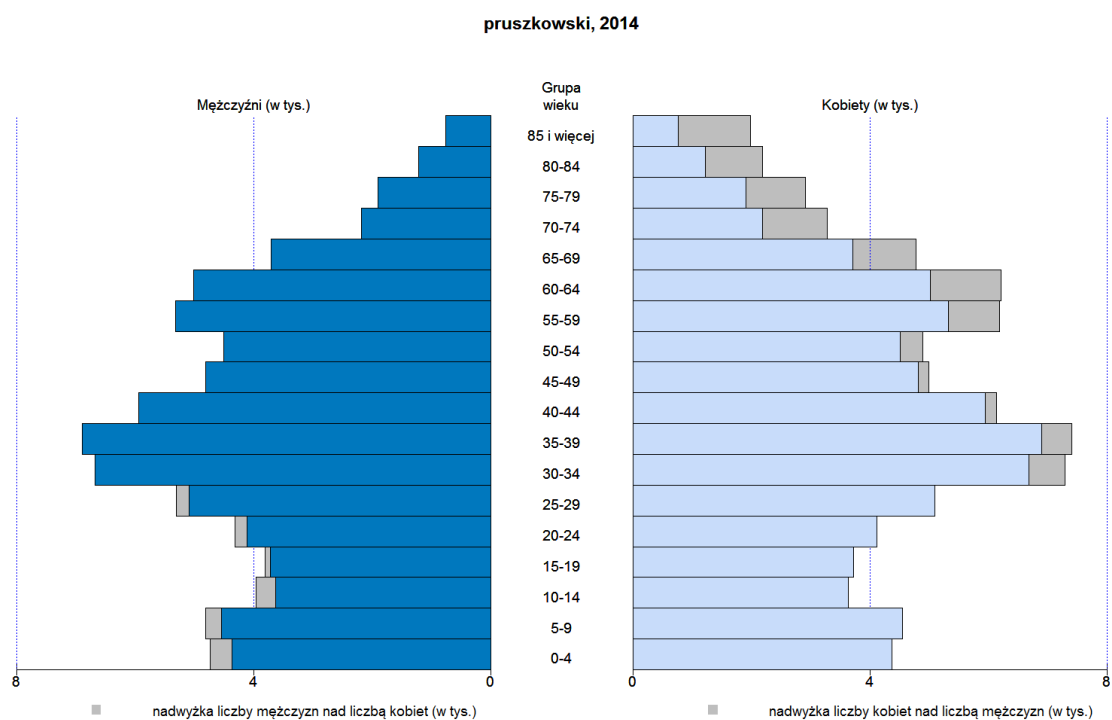 pruszkowski, 2014
Grupa
wieku
Mężczyźni (w tys.)
Kobiety (w tys.)
85 i więcej
80-84
75-79
70-74
65-69
60-64
55-59
50-54
45-49
40-44
35-39
30-34
25-29
20-24
15-19
10-14
5-9
0-4
8 4 0 0 4 8
nadwyżka liczby mężczyzn nad liczbą kobiet (w tys.)
nadwyżka liczby kobiet nad liczbą mężzyzn (w tys.)